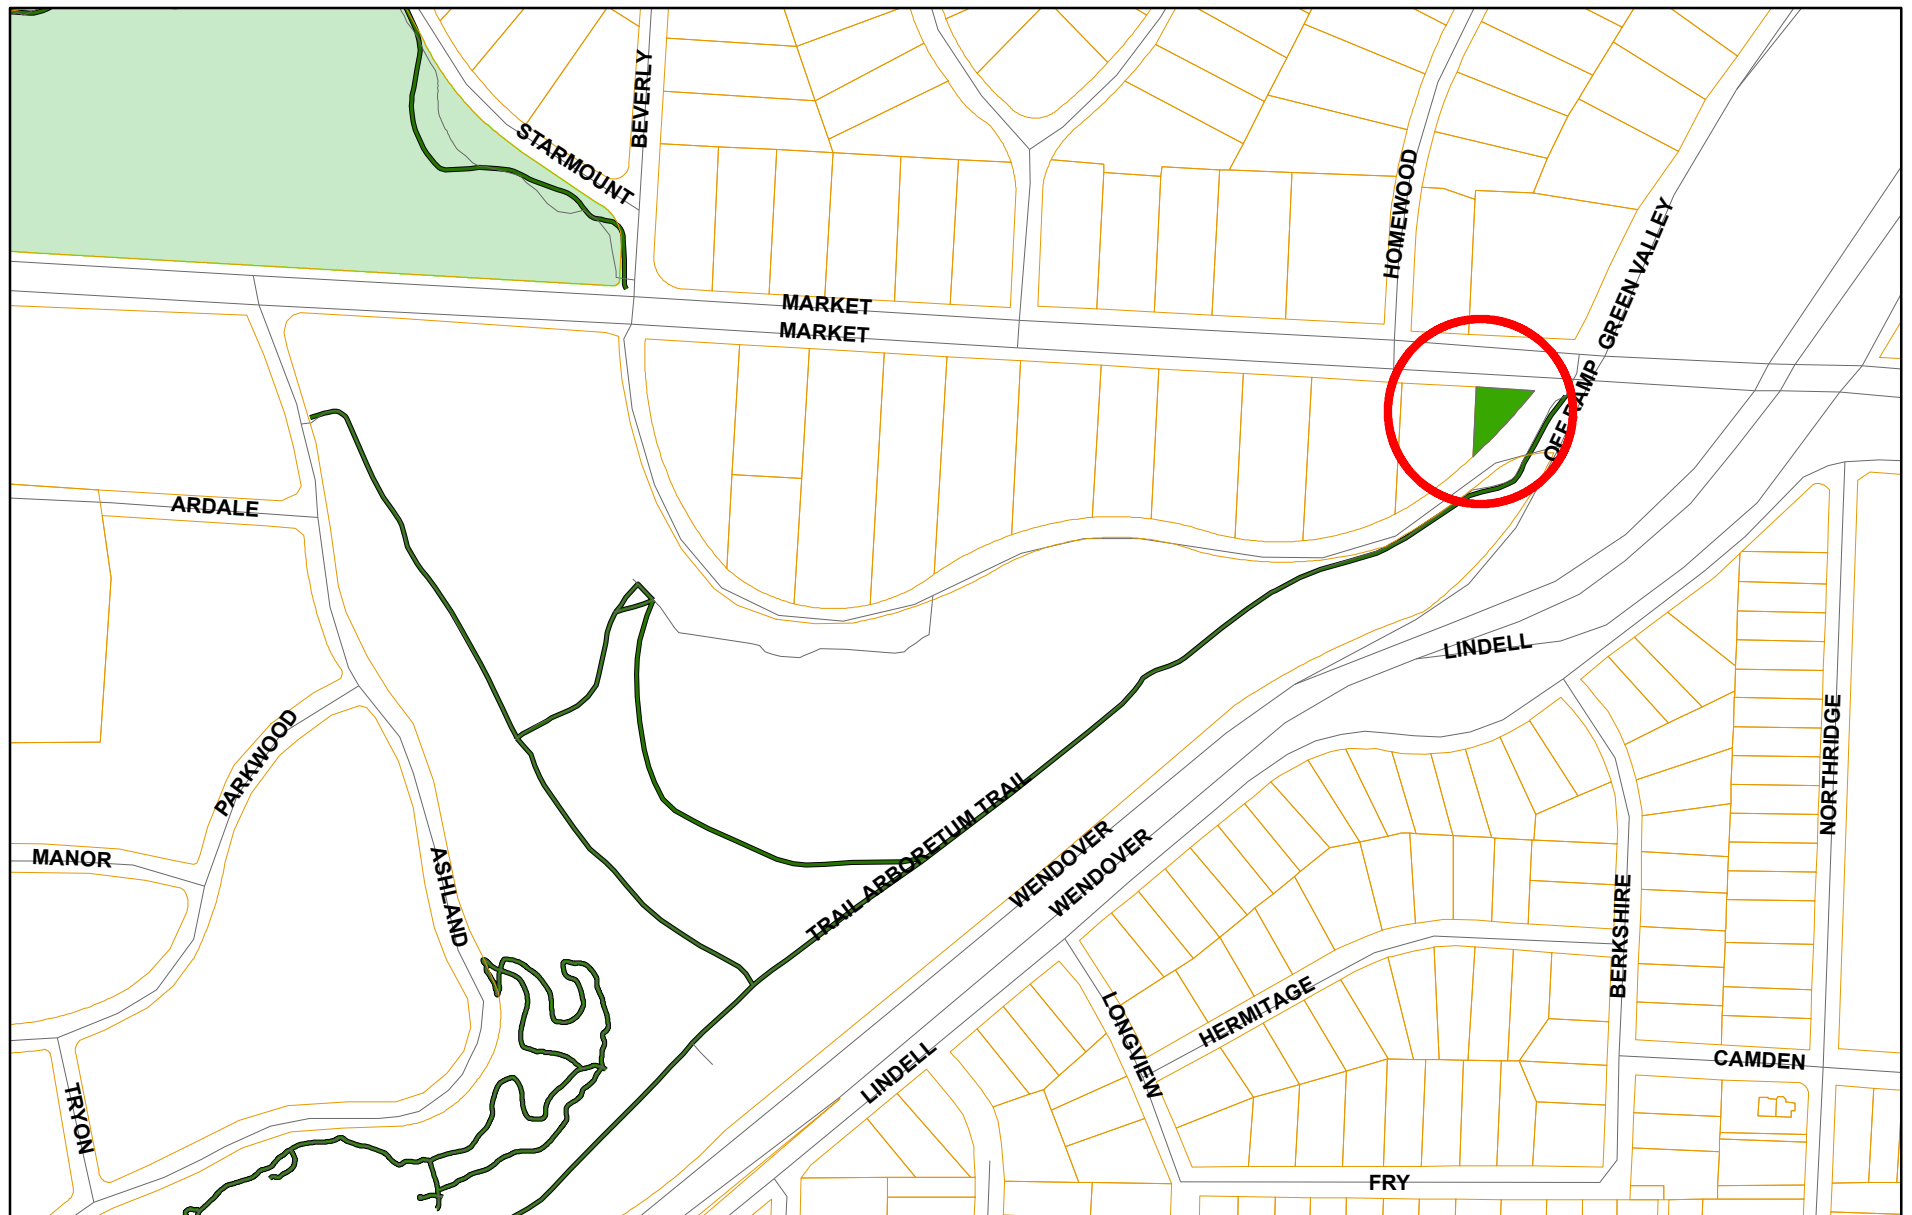 BEVERLY
STARMOUNT
HOMEWOOD
GREEN VALLEY
MARKET
MARKET
OFF RAMP
ARDALE
LINDELL
PARKWOOD
NORTHRIDGE
TRAIL ARBORETUM TRAIL
WENDOVER
WENDOVER
MANOR
ASHLAND
BERKSHIRE
HERMITAGE
LONGVIEW
LINDELL
CAMDEN
TRYON
FRY